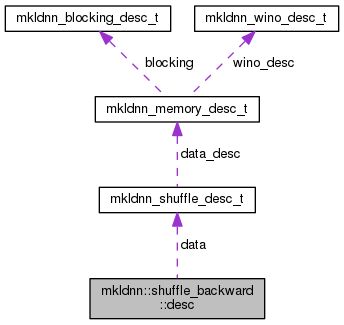 mkldnn_blocking_desc_t
mkldnn_wino_desc_t
blocking
wino_desc
mkldnn_memory_desc_t
data_desc
mkldnn_shuffle_desc_t
data
mkldnn::shuffle_backward
::desc